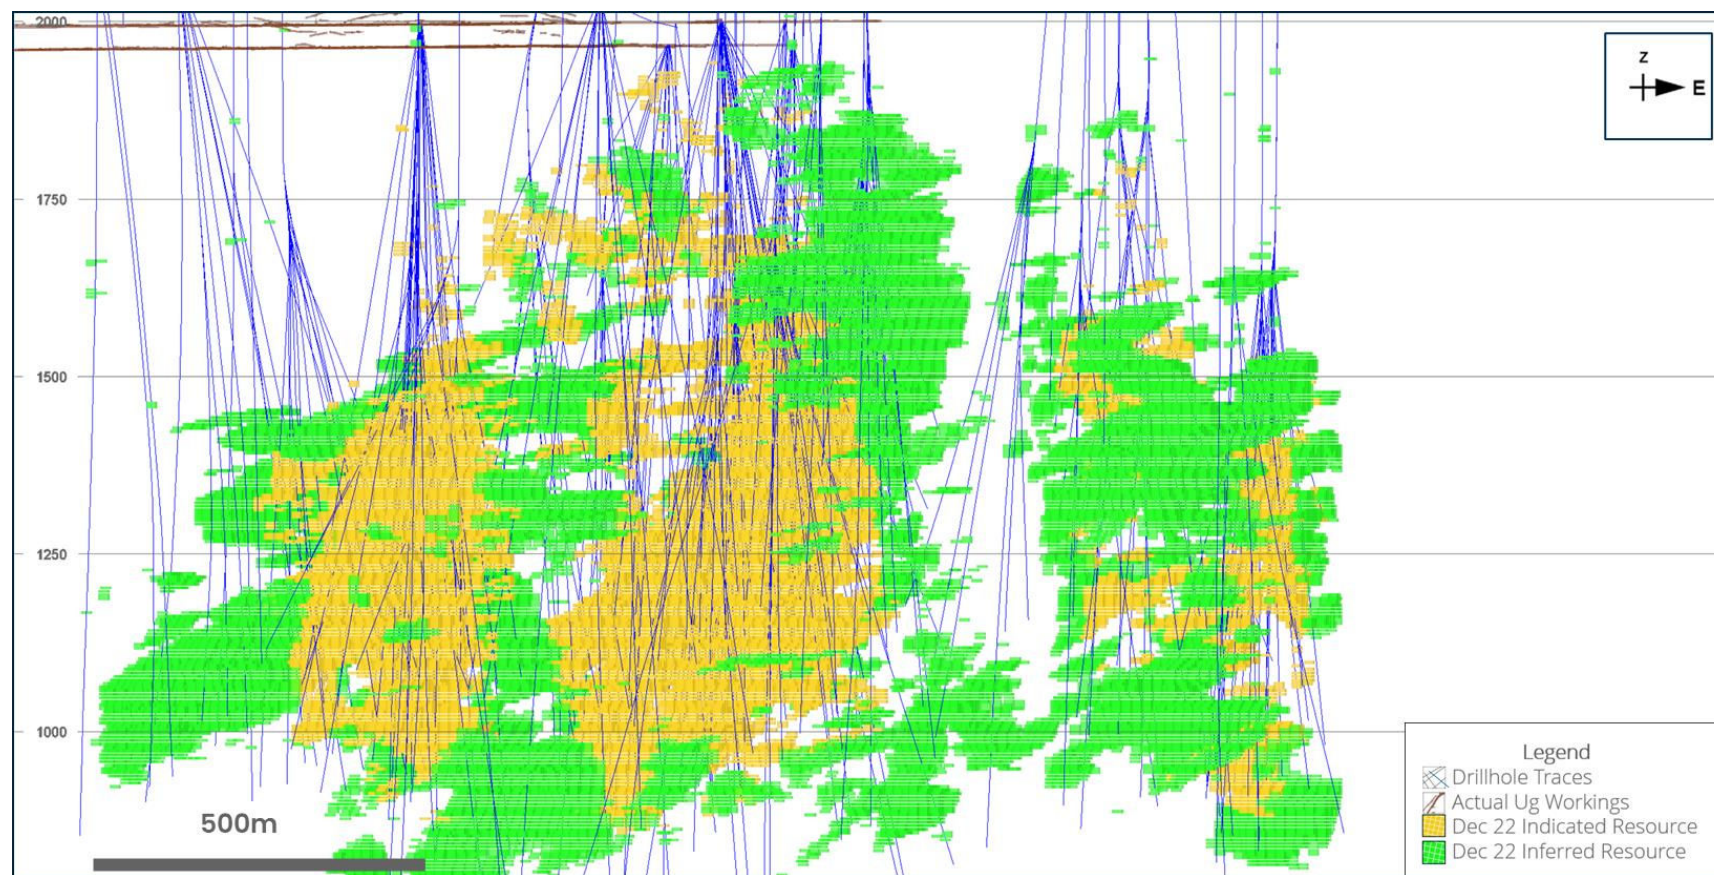 2000
Z
E
1750
1500
1250
1000
Legend
Drillhole Traces
Actual Ug Workings
Dec 22 Indicated Resource
Dec 22 Inferred Resource
500m